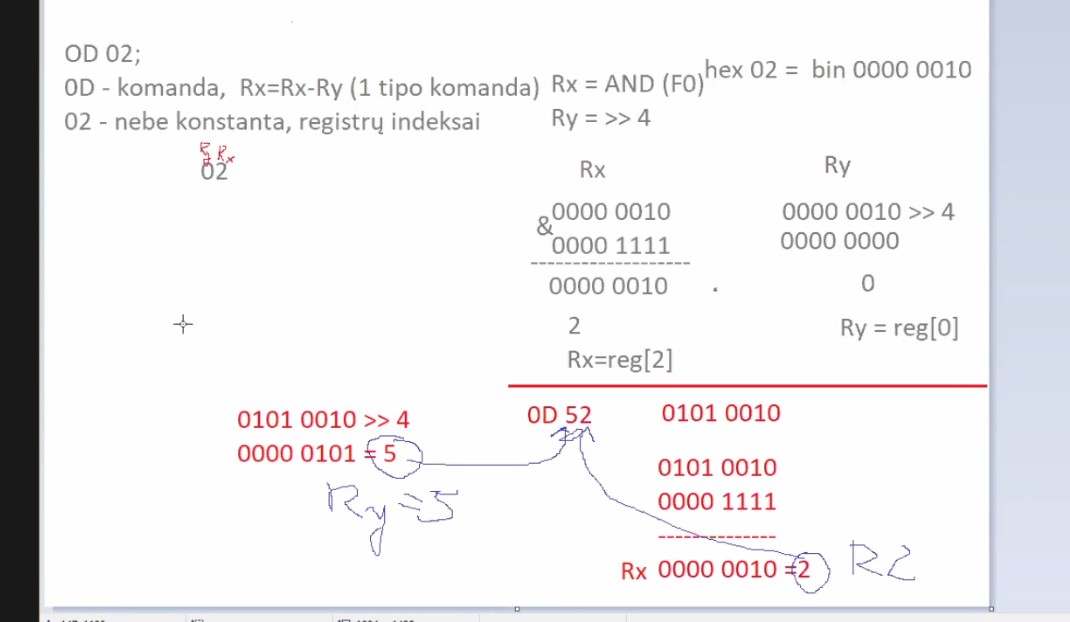 OD 02;
0D - komanda, Rx=Rx-Ry (1 tipo komanda)
02 - nebe konstanta, registrų indeksai
Rx
02
Rx = AND (F0)
Ry = >> 4
hex 02 = bin 0000 0010
Rx
&
0000 0010
0000 1111
-------------------
0000 0010
2
Rx=reg[2]
.
Ry
0000 0010 >> 4
0000 0000
0
Ry = reg[0]
0101 0010 >> 4
0000 0101 = 5
Ry=5
0D 52
0101 0010
0101 0010
0000 1111
--------------
Rx 0000 0010 =2
R2